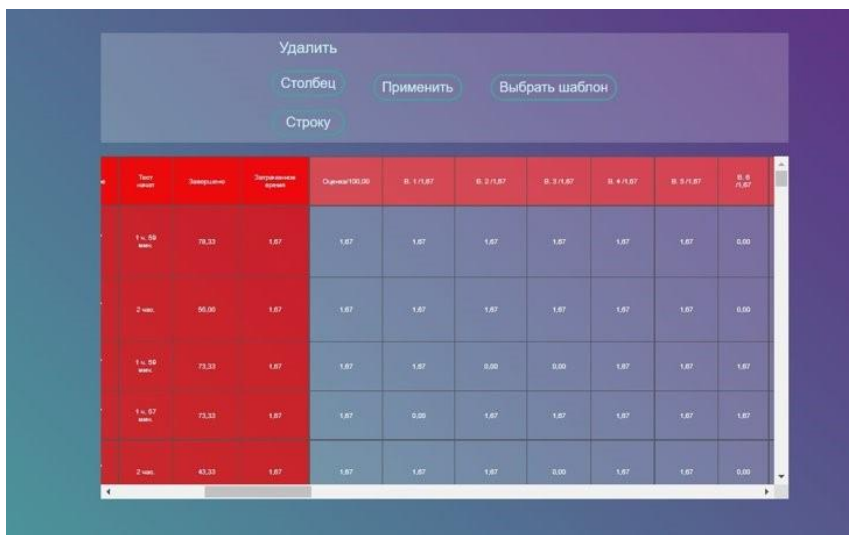 Удалить
Столбец Применить Выбрать шаблон
Строку
е Тест начат Завершено Затраченное время Оценка/100,00 В. 1 /1,67 В. 2 /1,67 В. 3 /1,67 В. 4 /1,67 В. 5 /1,67 В. 6 /1,67
1 ч. 59 мин. 78,33 1,67 1,67 1,67 1,67 1,67 1,67 1,67 0,00
2 час. 1,67 1,67 1,67 1,67 1,67 1,67 1,67 0,00
1 ч. 59 мин. 73,33 1,67 1,67 1,67 0,00 0,00 1,67 1,67 1,67
1 ч. 57 мин. 73,33 1,67 1,67 1,67 1,67 1,67 1,67 1,67
2 час. 43,33 1,67 1,67 1,67 1,67 0,00 1,67 1,67 0,00